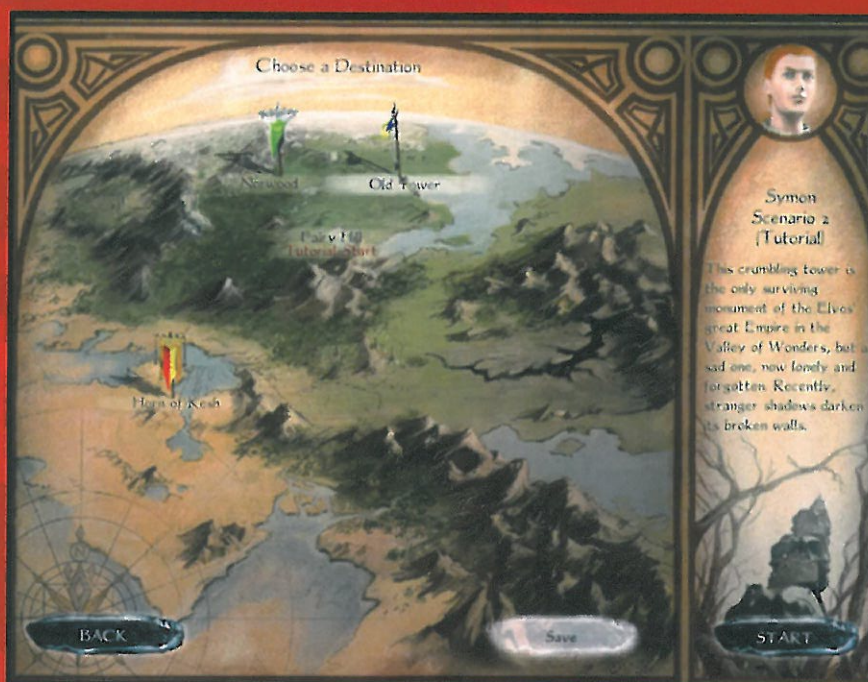 Choose a Destination
Norwood
Old Tower
Fairy Hill
Tutorial Start
Horn of Kesh
N
BACK
Save
Symon
Scenario 2
[Tutorial]
This crumbling tower is
the only surviving
monument of the Elves'
great Empire in the
Valley of Wonders, but a
sad one, now lonely and
forgotten. Recently,
stranger shadows darken
its broken walls.
START